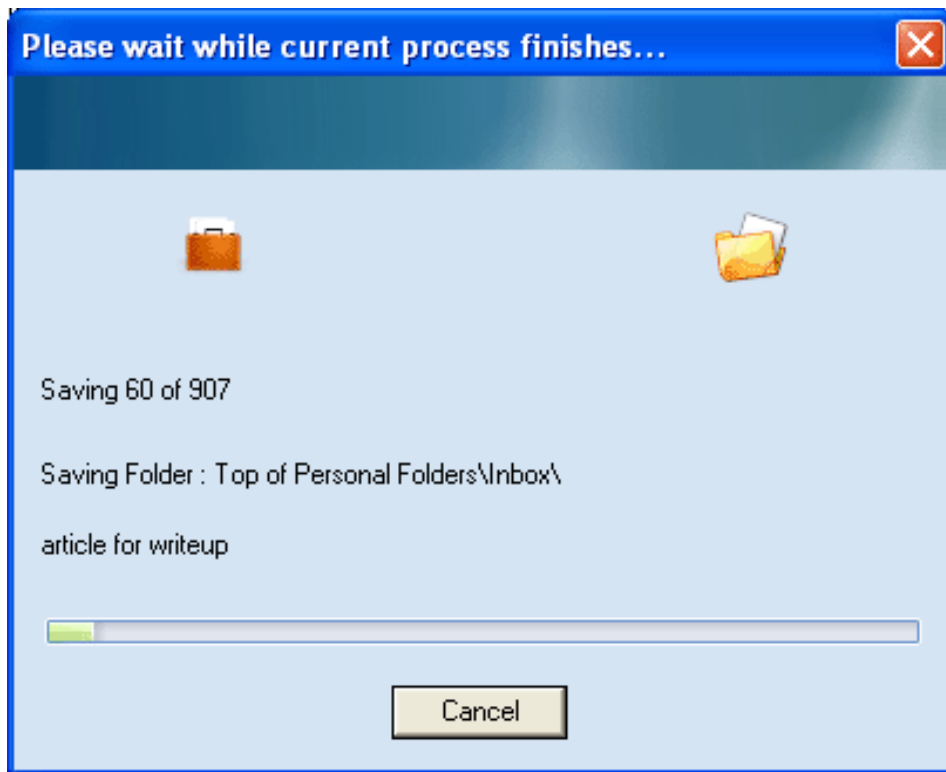 Please wait while current process finishes...
Saving 60 of 907
Saving Folder : Top of Personal Folders\Inbox\
article for writeup
Cancel